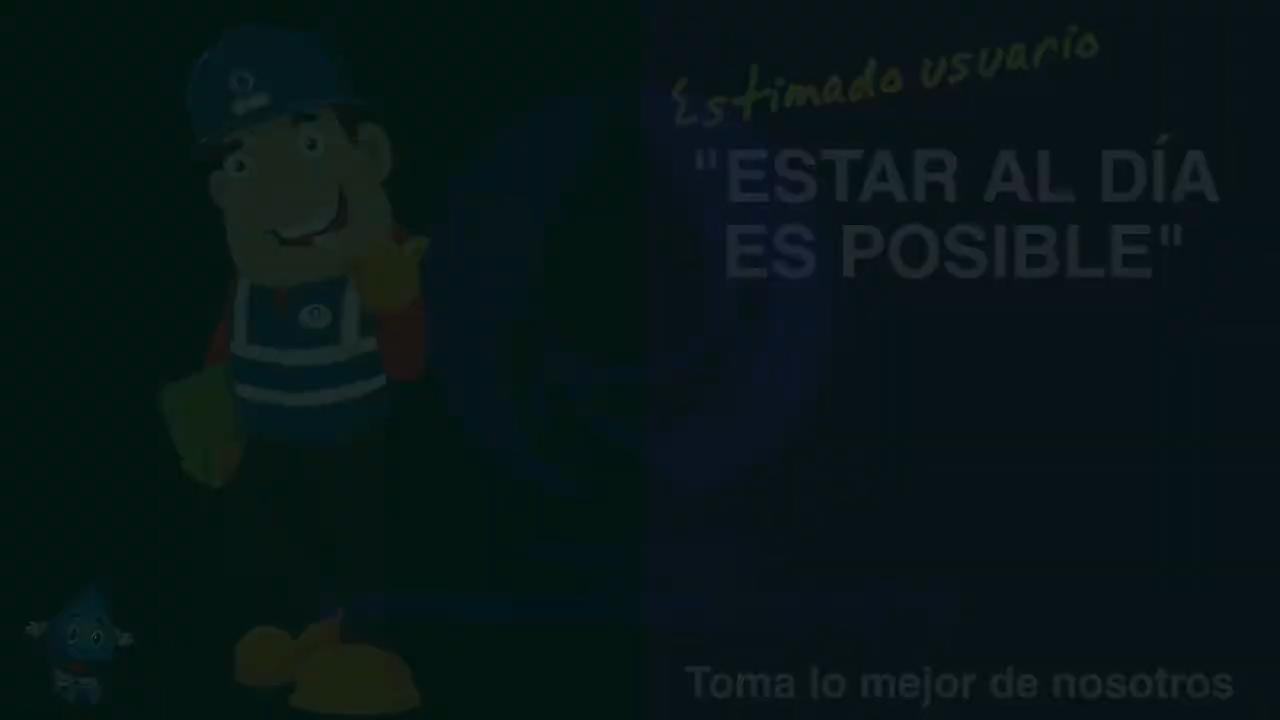 Estimado usuario
"ESTAR AL DÍA
ES POSIBLE"
Toma lo mejor de nosotros